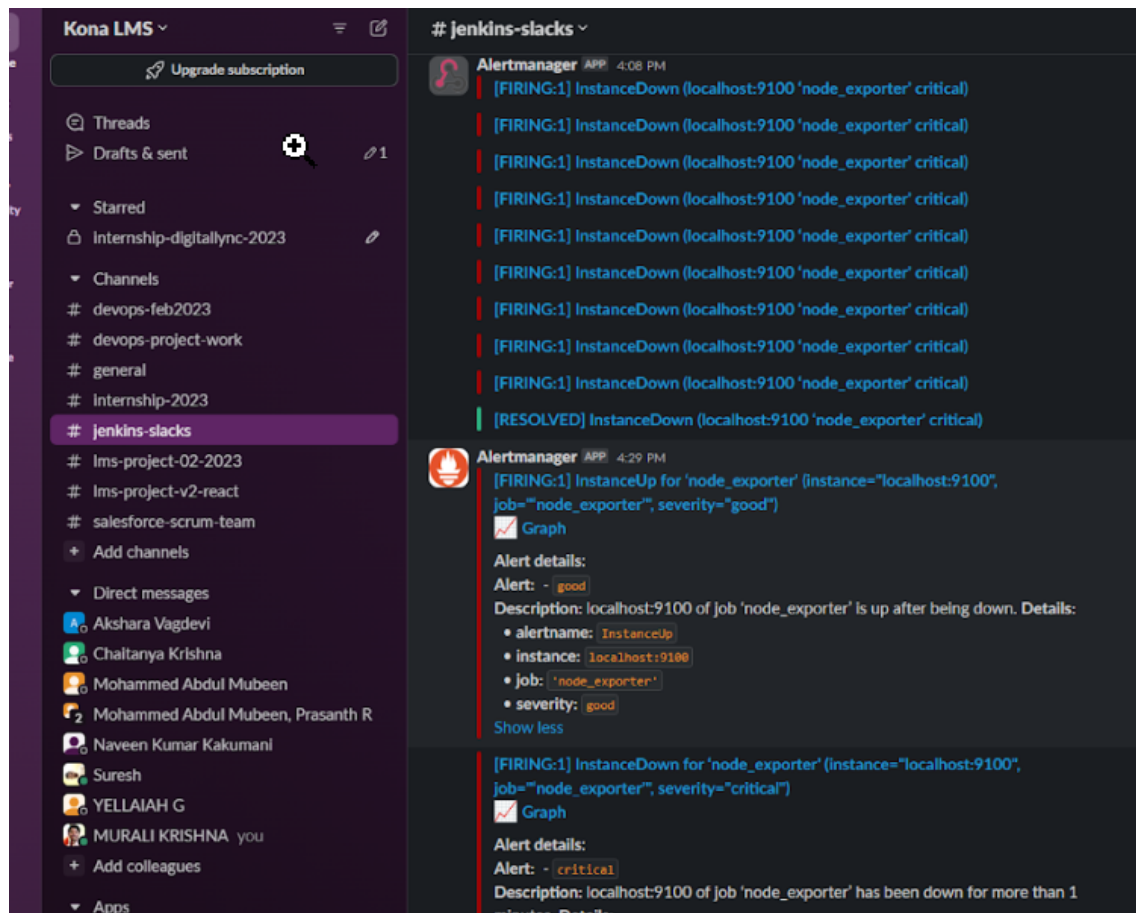 Kona LMS
Upgrade subscription
Threads
Drafts & sent 1
Starred
internship-digitallync-2023
Channels
# devops-feb2023
# devops-project-work
# general
# internship-2023
# jenkins-slacks
# lms-project-02-2023
# lms-project-v2-react
# salesforce-scrum-team
+ Add channels
Direct messages
A Akshara Vagdevi
Chaitanya Krishna
Mohammed Abdul Mubeen
2 Mohammed Abdul Mubeen, Prasanth R
Naveen Kumar Kakumani
Suresh
YELLAIAH G
MURALI KRISHNA you
+ Add colleagues
Apps
# jenkins-slacks
Alertmanager APP 4:08 PM
[FIRING:1] InstanceDown (localhost:9100 'node_exporter' critical)
[FIRING:1] InstanceDown (localhost:9100 'node_exporter' critical)
[FIRING:1] InstanceDown (localhost:9100 'node_exporter' critical)
[FIRING:1] InstanceDown (localhost:9100 'node_exporter' critical)
[FIRING:1] InstanceDown (localhost:9100 'node_exporter' critical)
[FIRING:1] InstanceDown (localhost:9100 'node_exporter' critical)
[FIRING:1] InstanceDown (localhost:9100 'node_exporter' critical)
[FIRING:1] InstanceDown (localhost:9100 'node_exporter' critical)
[FIRING:1] InstanceDown (localhost:9100 'node_exporter' critical)
[RESOLVED] InstanceDown (localhost:9100 'node_exporter' critical)
Alertmanager APP 4:29 PM
[FIRING:1] InstanceUp for 'node_exporter' (instance="localhost:9100",
job="'node_exporter'", severity="good")
Graph
Alert details:
Alert: - good
Description: localhost:9100 of job 'node_exporter' is up after being down. Details:
• alertname: InstanceUp
• instance: localhost:9100
• job: 'node_exporter'
• severity: good
Show less
[FIRING:1] InstanceDown for 'node_exporter' (instance="localhost:9100",
job="'node_exporter'", severity="critical")
Graph
Alert details:
Alert: - critical
Description: localhost:9100 of job 'node_exporter' has been down for more than 1